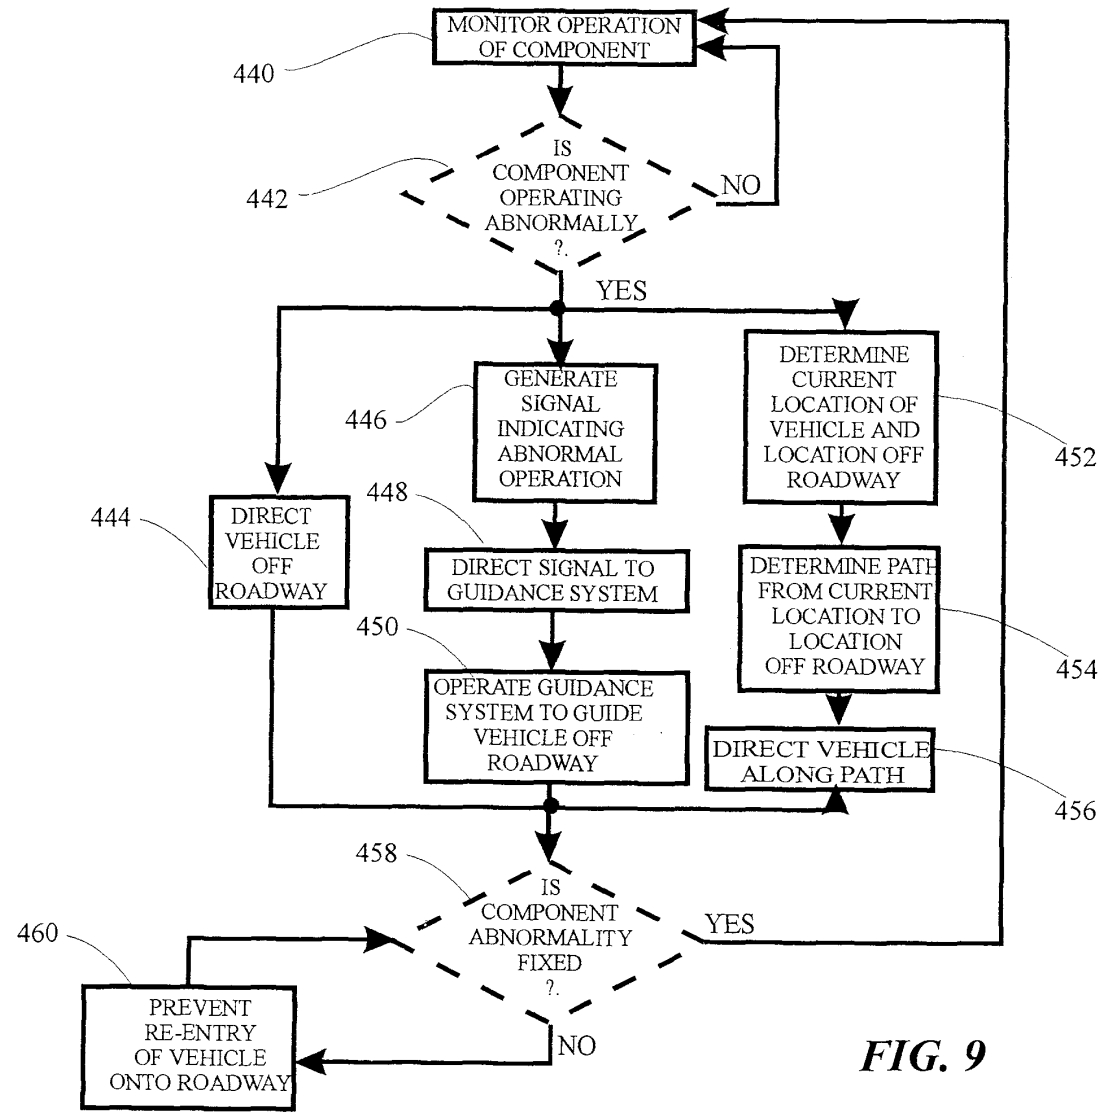 MONITOR OPERATION
OF COMPONENT
440
IS
COMPONENT
OPERATING
ABNORMALLY
?.
442
NO
YES
GENERATE
SIGNAL
INDICATING
ABNORMAL
OPERATION
446
DETERMINE
CURRENT
LOCATION OF
VEHICLE AND
LOCATION OFF
ROADWAY
452
444
DIRECT
VEHICLE
OFF
ROADWAY
448
DIRECT SIGNAL TO
GUIDANCE SYSTEM
DETERMINE PATH
FROM CURRENT
LOCATION TO
LOCATION
OFF ROADWAY
454
450
OPERATE GUIDANCE
SYSTEM TO GUIDE
VEHICLE OFF
ROADWAY
DIRECT VEHICLE
ALONG PATH
456
458
IS
COMPONENT
ABNORMALITY
FIXED
?.
YES
NO
460
PREVENT
RE-ENTRY
OF VEHICLE
ONTO ROADWAY
FIG. 9